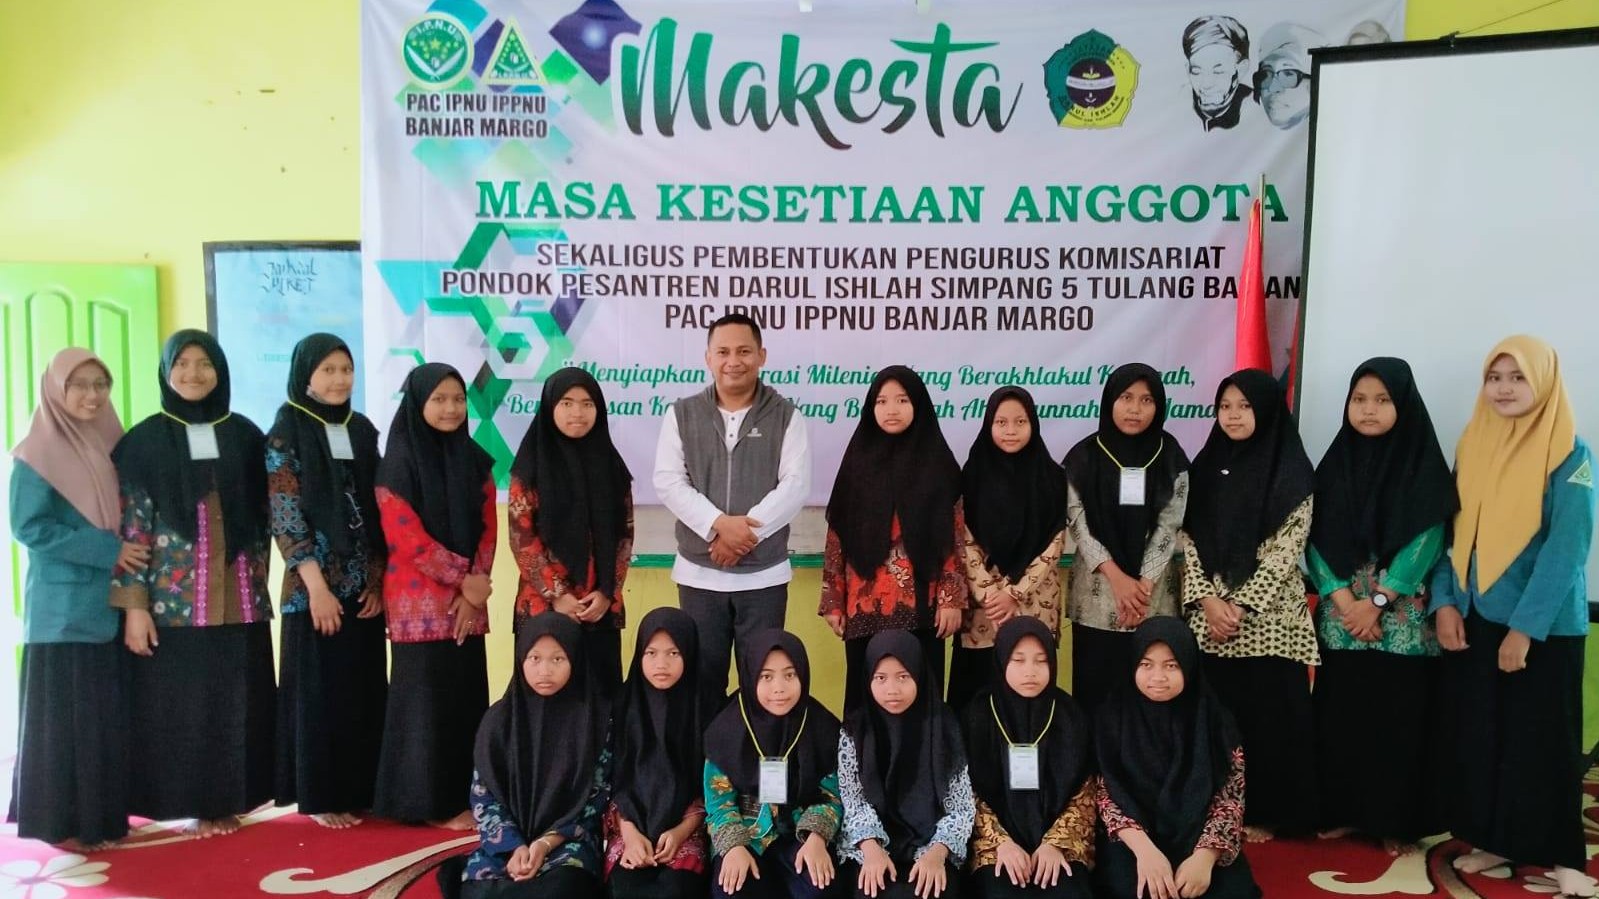 I.P.N.U
Makesta
PAC IPNU IPPNU
BANJAR MARGO
MASA KESETIAAN ANGGOTA
SEKALIGUS PEMBENTUKAN PENGURUS KOMISARIAT
PONDOK PESANTREN DARUL ISHLAH SIMPANG 5 TULANG
PAC IPNU IPPNU BANJAR MARGO
"Menyiapkan Yang Berakhlakul
Yang